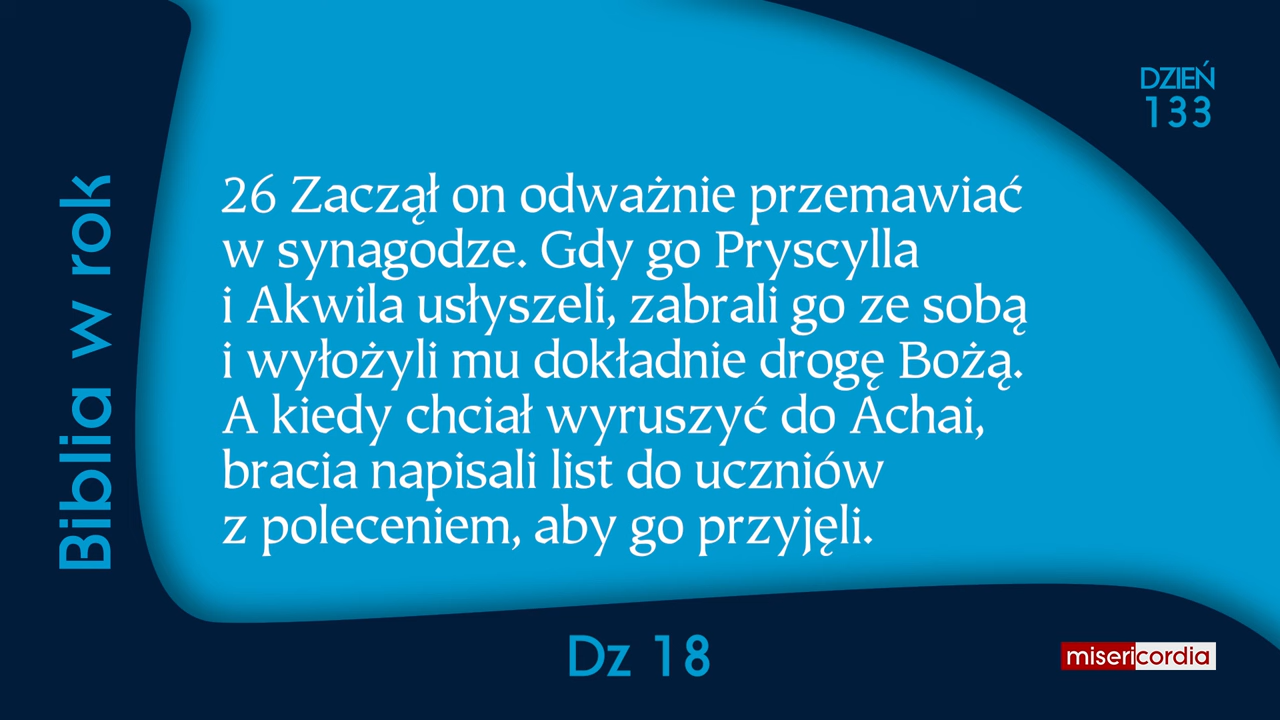 DZIEŃ
133
Biblia w rok
26 Zaczął on odważnie przemawiać
w synagodze. Gdy go Pryscylla
i Akwila usłyszeli, zabrali go ze sobą
i wyłożyli mu dokładnie drogę Bożą.
A kiedy chciał wyruszyć do Achai,
bracia napisali list do uczniów
z poleceniem, aby go przyjęli.
Dz 18
misericordia